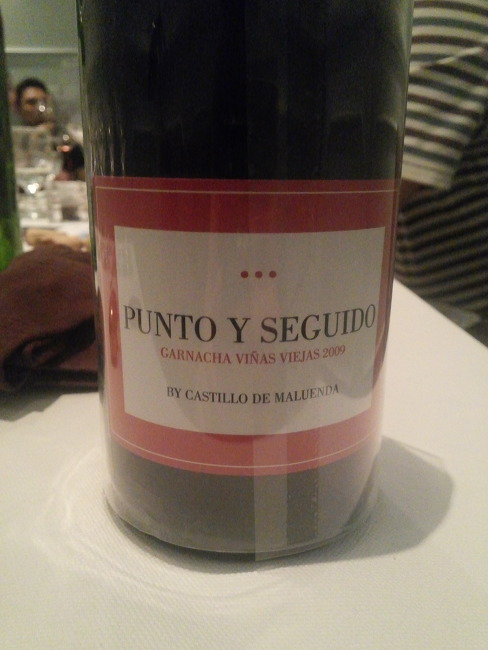 PUNTO Y SEGUIDO
GARNACHA VIÑAS VIEJAS 2009
BY CASTILLO DE MALUENDA